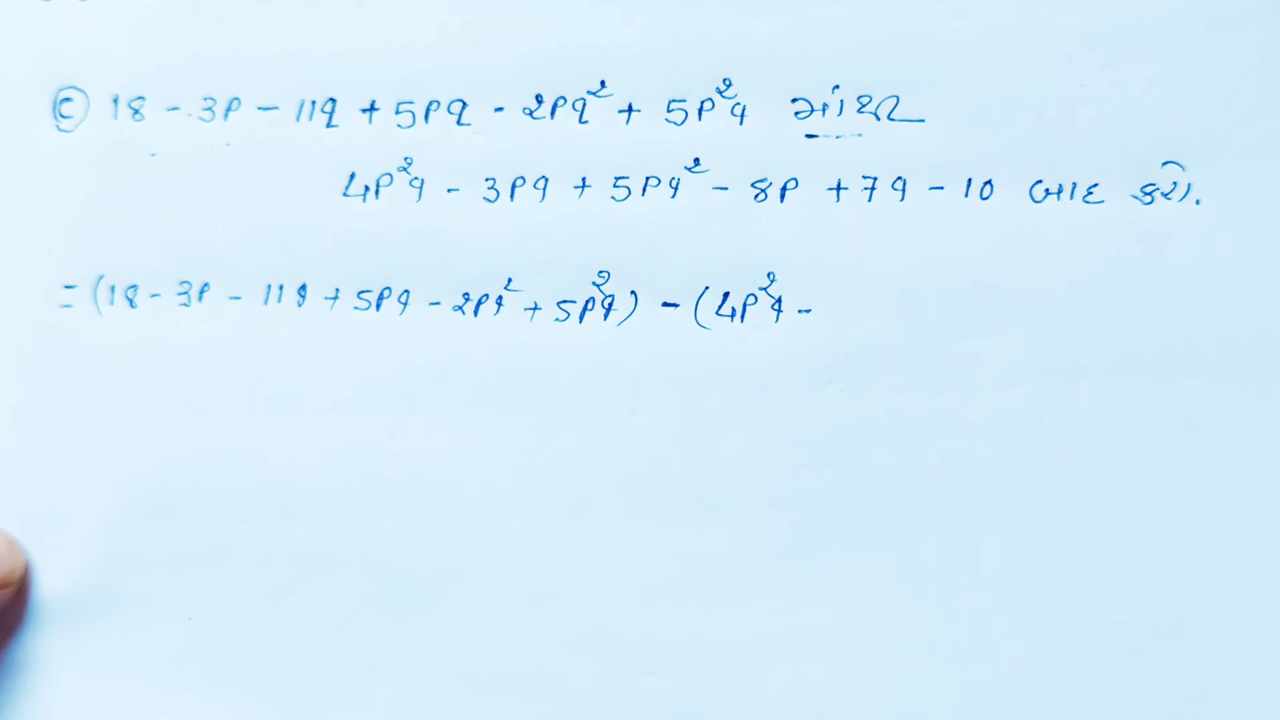 (c) 18 - 3P - 11q + 5Pq - 2Pq² + 5P²q માંથી
4P²q - 3Pq + 5Pq² - 8P + 7q - 10 બાદ કરો.
= (18 - 3P - 11q + 5Pq - 2Pq² + 5P²q) - (4P²q -